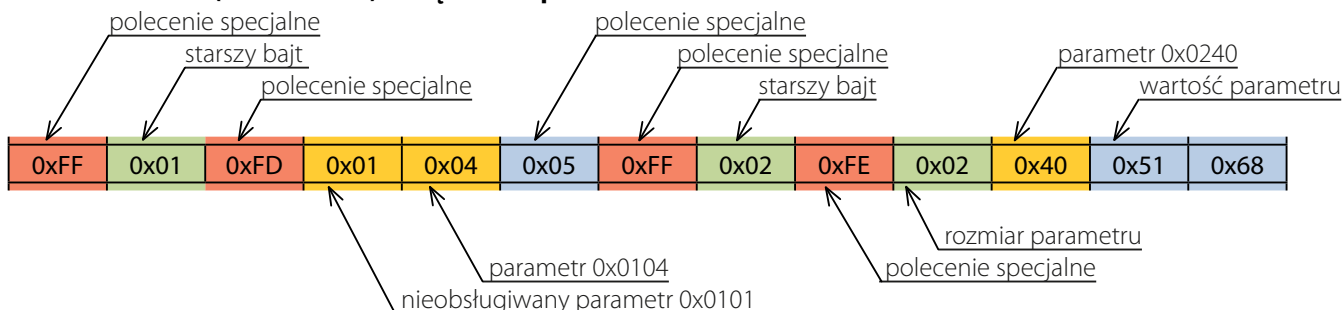 polecenie specjalne
polecenie specjalne
starszy bajt
polecenie specjalne
parametr 0x0240
polecenie specjalne
starszy bajt
wartość parametru
0xFF 0x01 0xFD 0x01 0x04 0x05 0xFF 0x02 0xFE 0x02 0x40 0x51 0x68
rozmiar parametru
parametr 0x0104
polecenie specjalne
nieobsługiwany parametr 0x0101